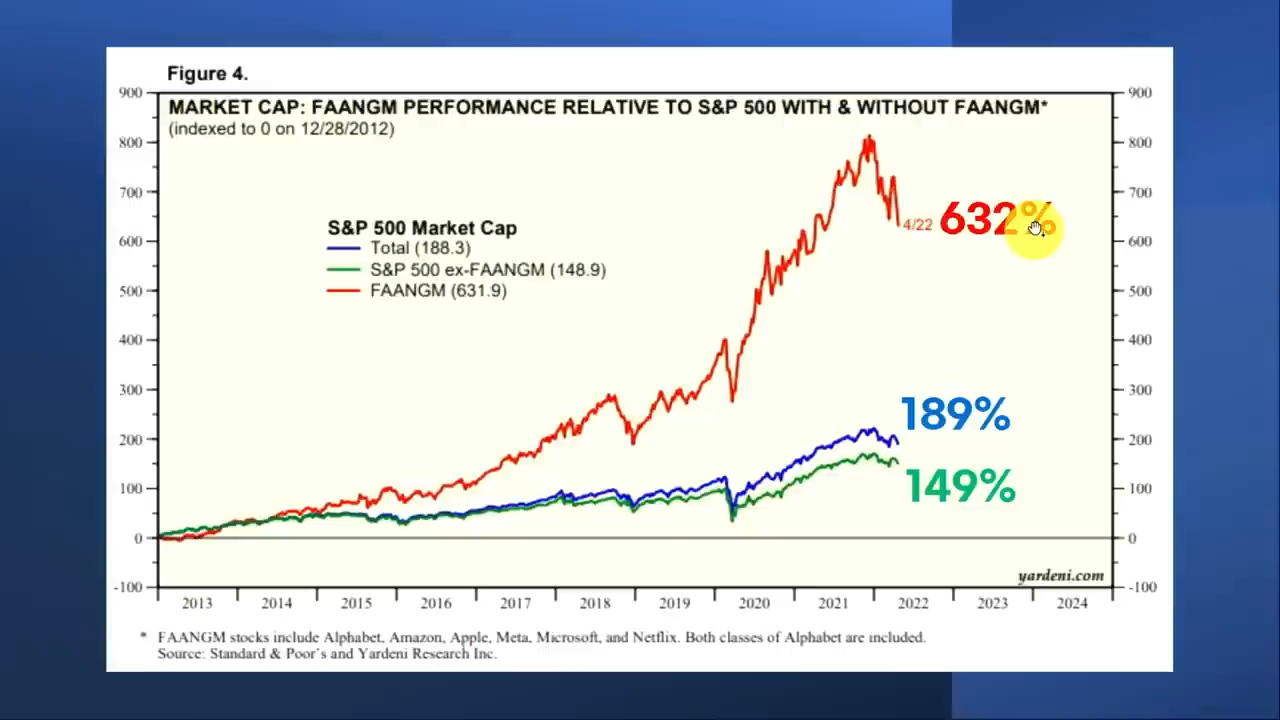 Figure 4.
MARKET CAP: FAANGM PERFORMANCE RELATIVE TO S&P 500 WITH & WITHOUT FAANGM*
(indexed to 0 on 12/28/2012)
900 900
800 800
700 700
4/22 632%
600 600
S&P 500 Market Cap
Total (188.3)
S&P 500 ex-FAANGM (148.9)
FAANGM (631.9)
500 500
400 400
300 300
189%
200 200
149%
100 100
0 0
yardeni.com
-100 -100
2013 2014 2015 2016 2017 2018 2019 2020 2021 2022 2023 2024
* FAANGM stocks include Alphabet, Amazon, Apple, Meta, Microsoft, and Netflix. Both classes of Alphabet are included.
Source: Standard & Poor's and Yardeni Research Inc.